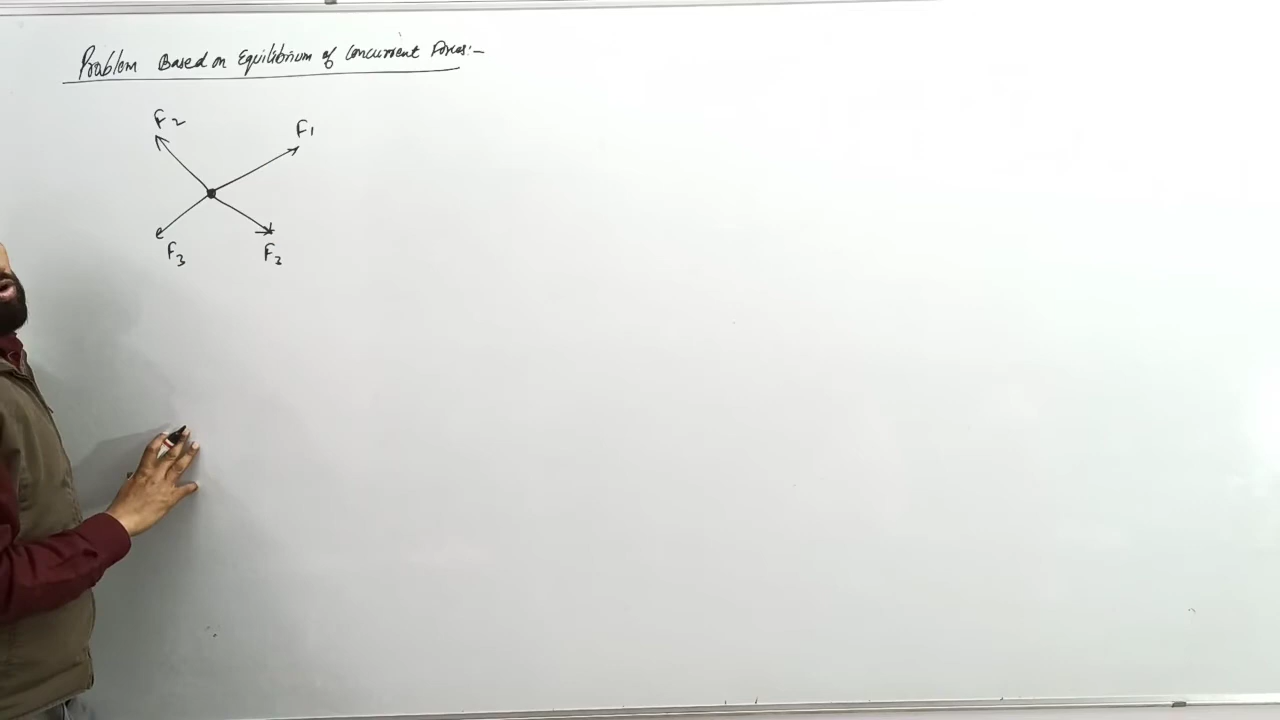 Problem Based on Equilibrium of Concurrent Forces:-
F2
F1
F3
F2